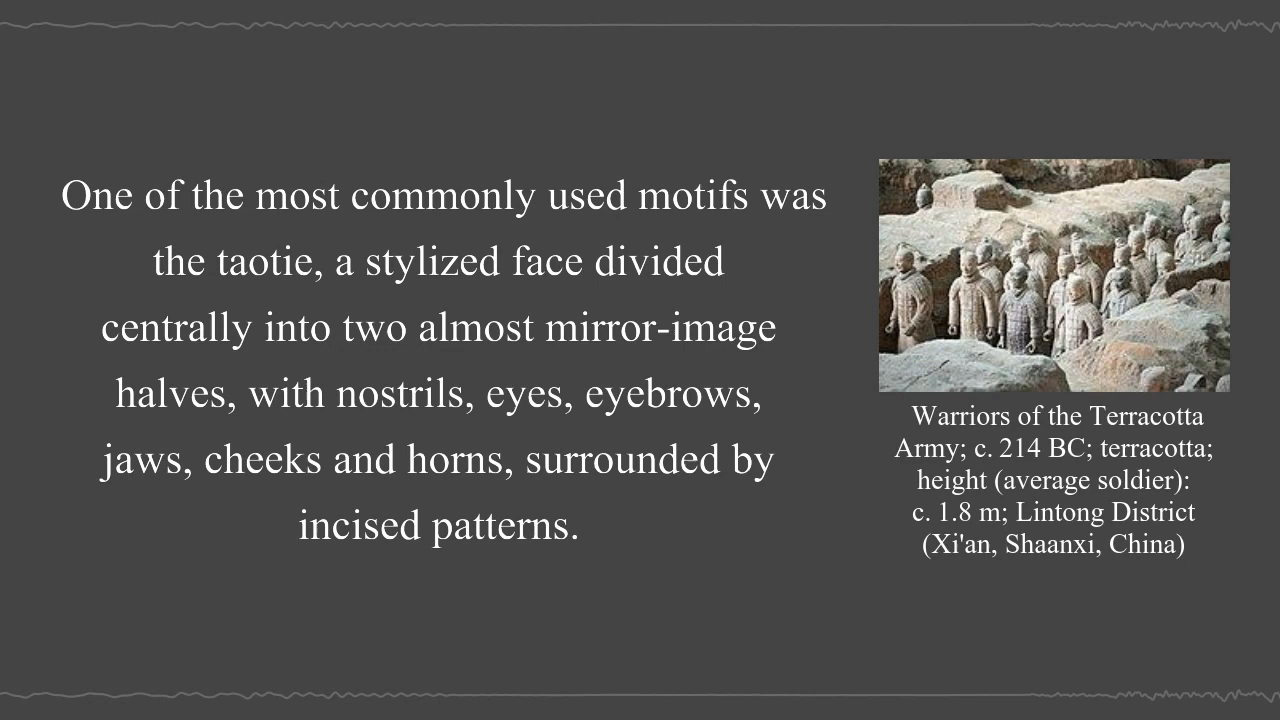 One of the most commonly used motifs was
the taotie, a stylized face divided
centrally into two almost mirror-image
halves, with nostrils, eyes, eyebrows,
jaws, cheeks and horns, surrounded by
incised patterns.
Warriors of the Terracotta
Army; c. 214 BC; terracotta;
height (average soldier):
c. 1.8 m; Lintong District
(Xi'an, Shaanxi, China)